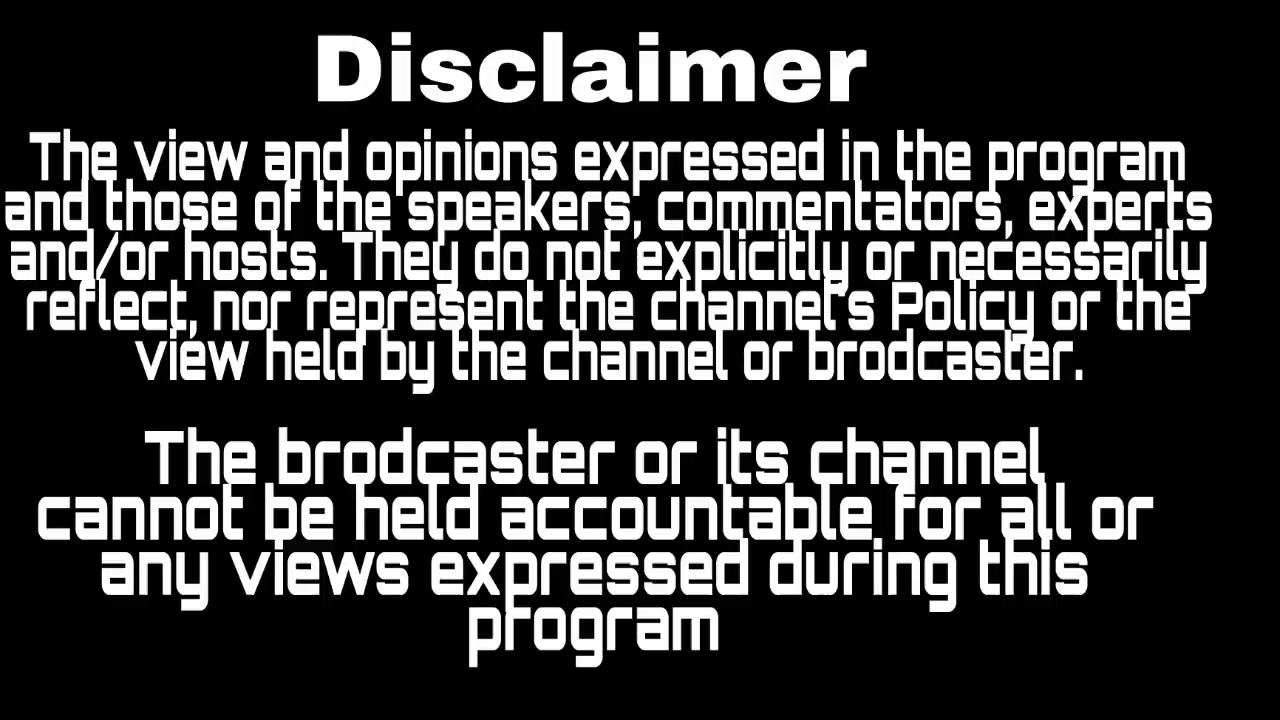 Disclaimer
The view and opinions expressed in the program
and those of the speakers, commentators, experts
and/or hosts. They do not explicitly or necessarily
reflect, nor represent the channel's Policy or the
view held by the channel or brodcaster.
The brodcaster or its channel
cannot be held accountable for all or
any views expressed during this
program